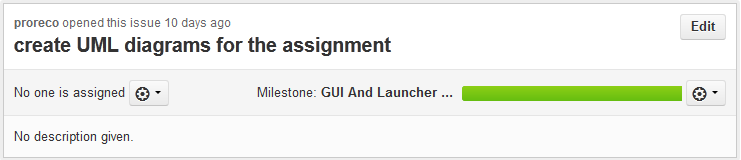 proreco opened this issue 10 days ago
Edit
create UML diagrams for the assignment
No one is assigned
Milestone: GUI And Launcher ...
No description given.